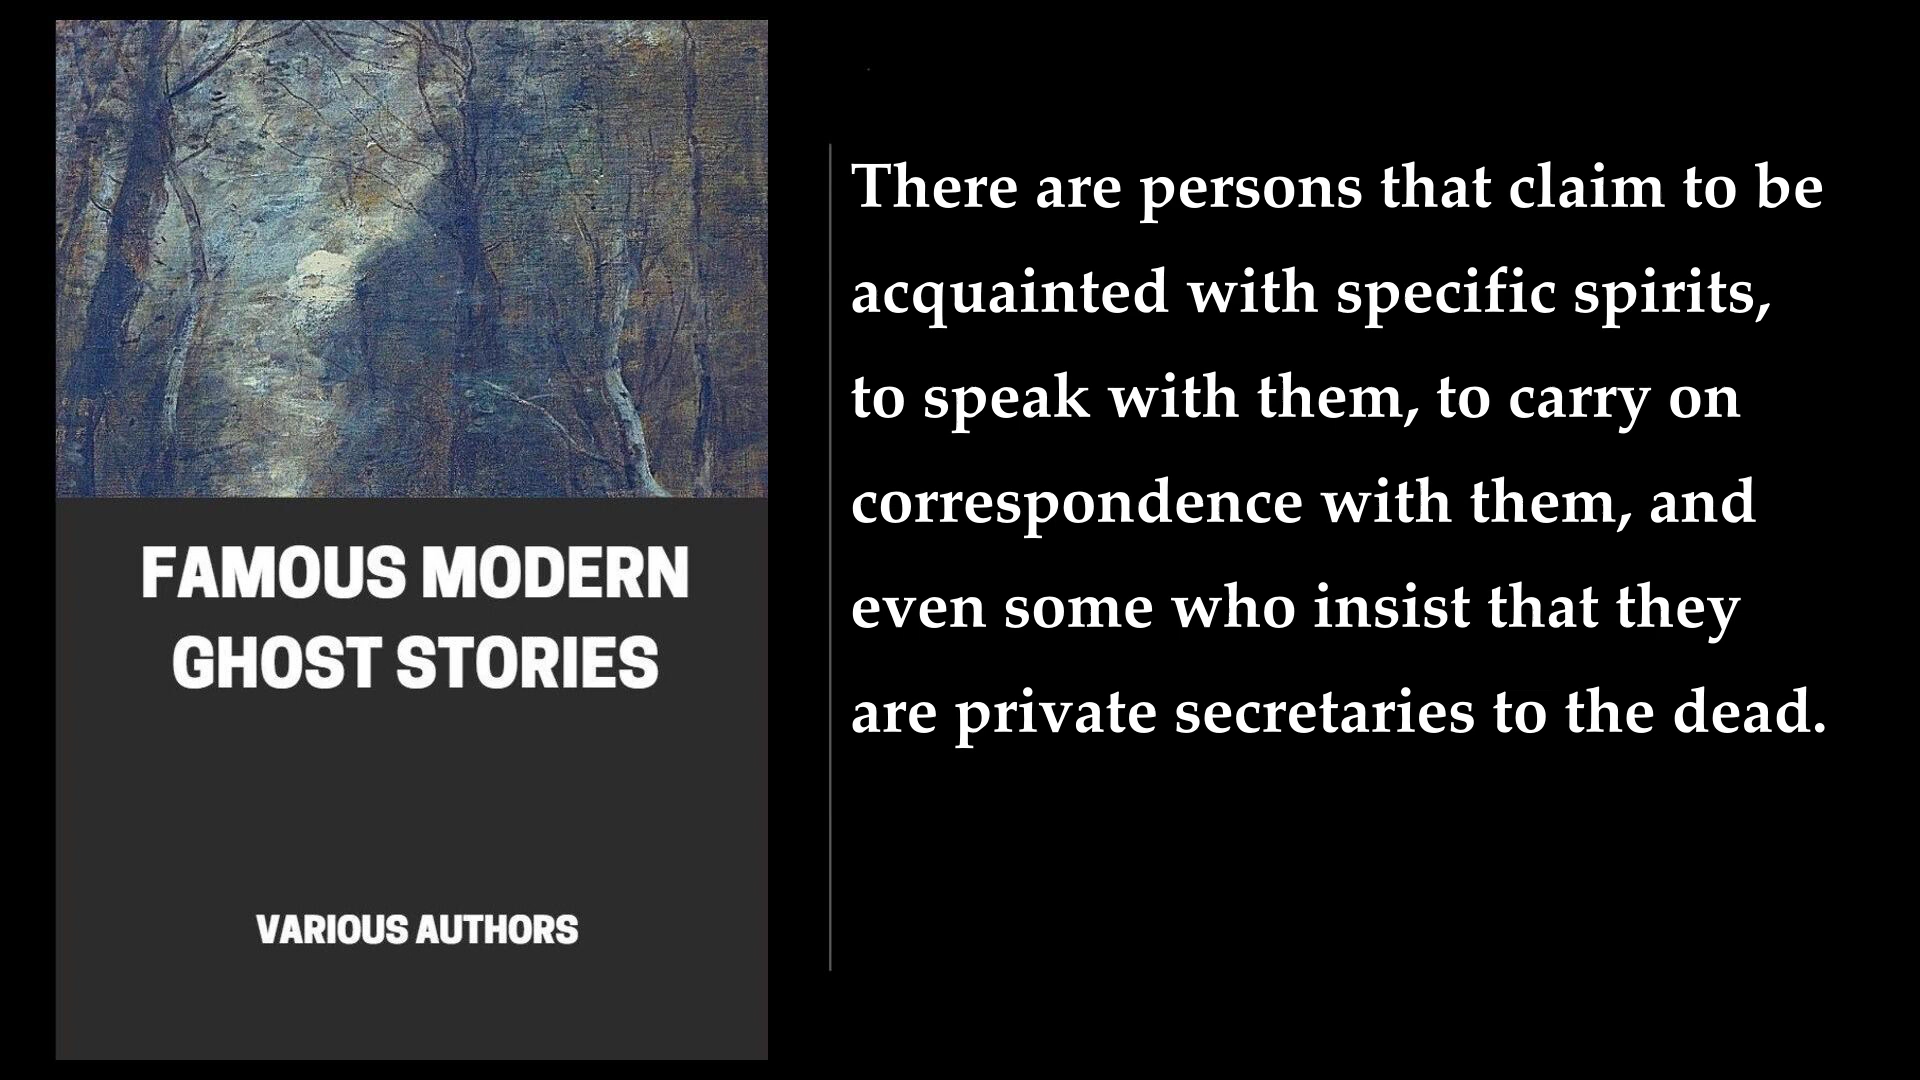 FAMOUS MODERN
GHOST STORIES
VARIOUS AUTHORS
There are persons that claim to be
acquainted with specific spirits,
to speak with them, to carry on
correspondence with them, and
even some who insist that they
are private secretaries to the dead.